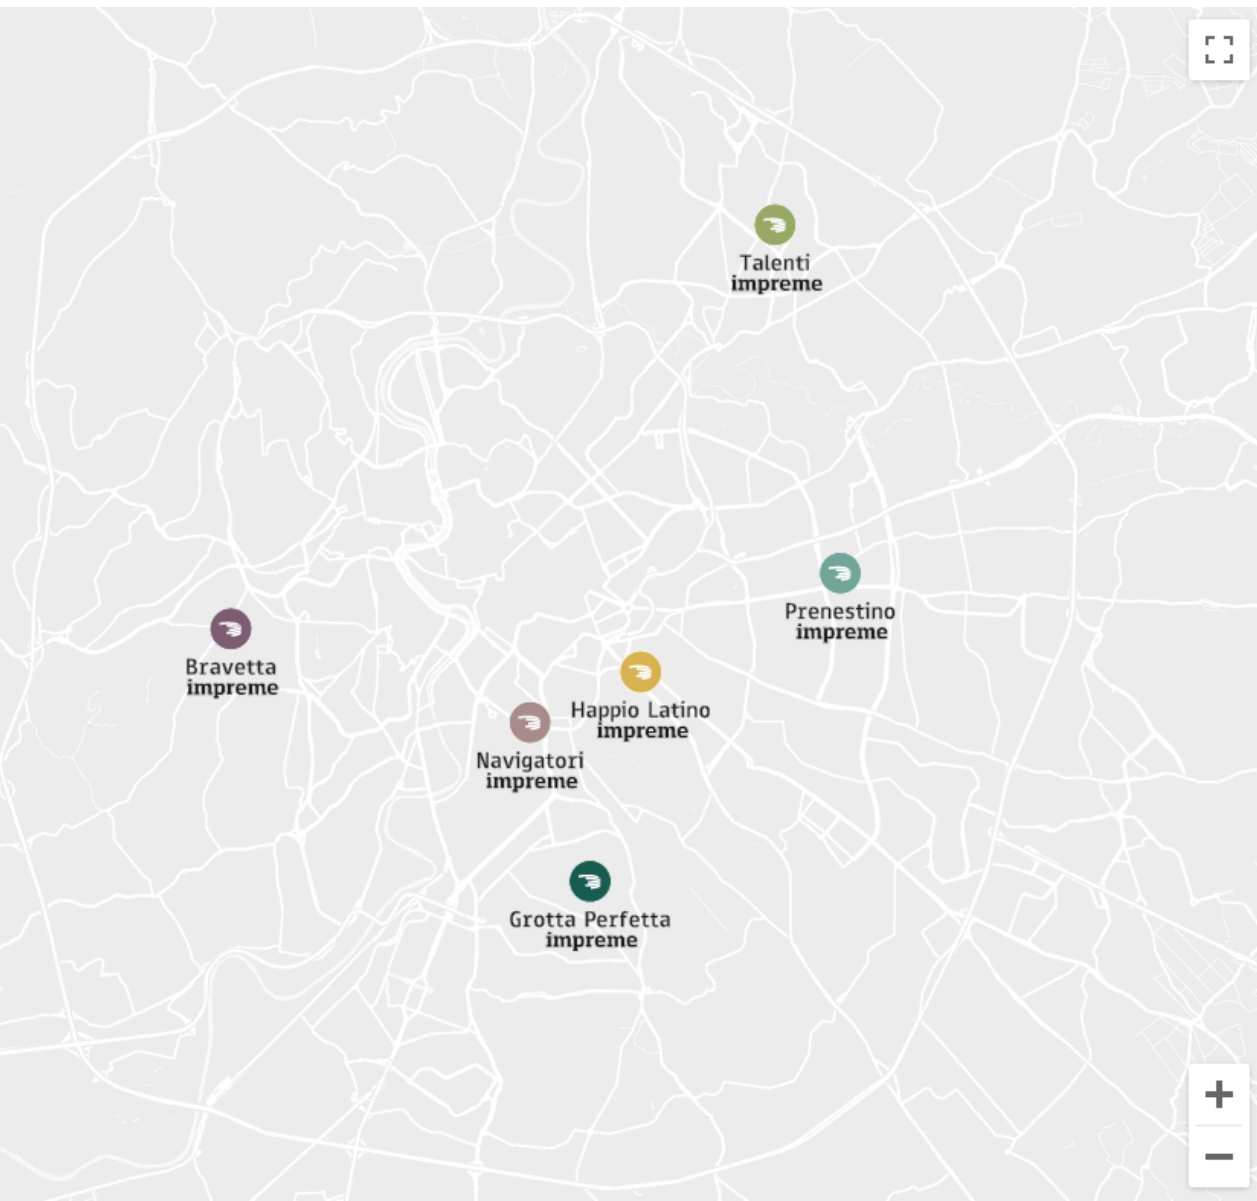 Talenti
impreme
Prenestino
impreme
Bravetta
impreme
Happio Latino
impreme
Navigatori
impreme
Grotta Perfetta
impreme